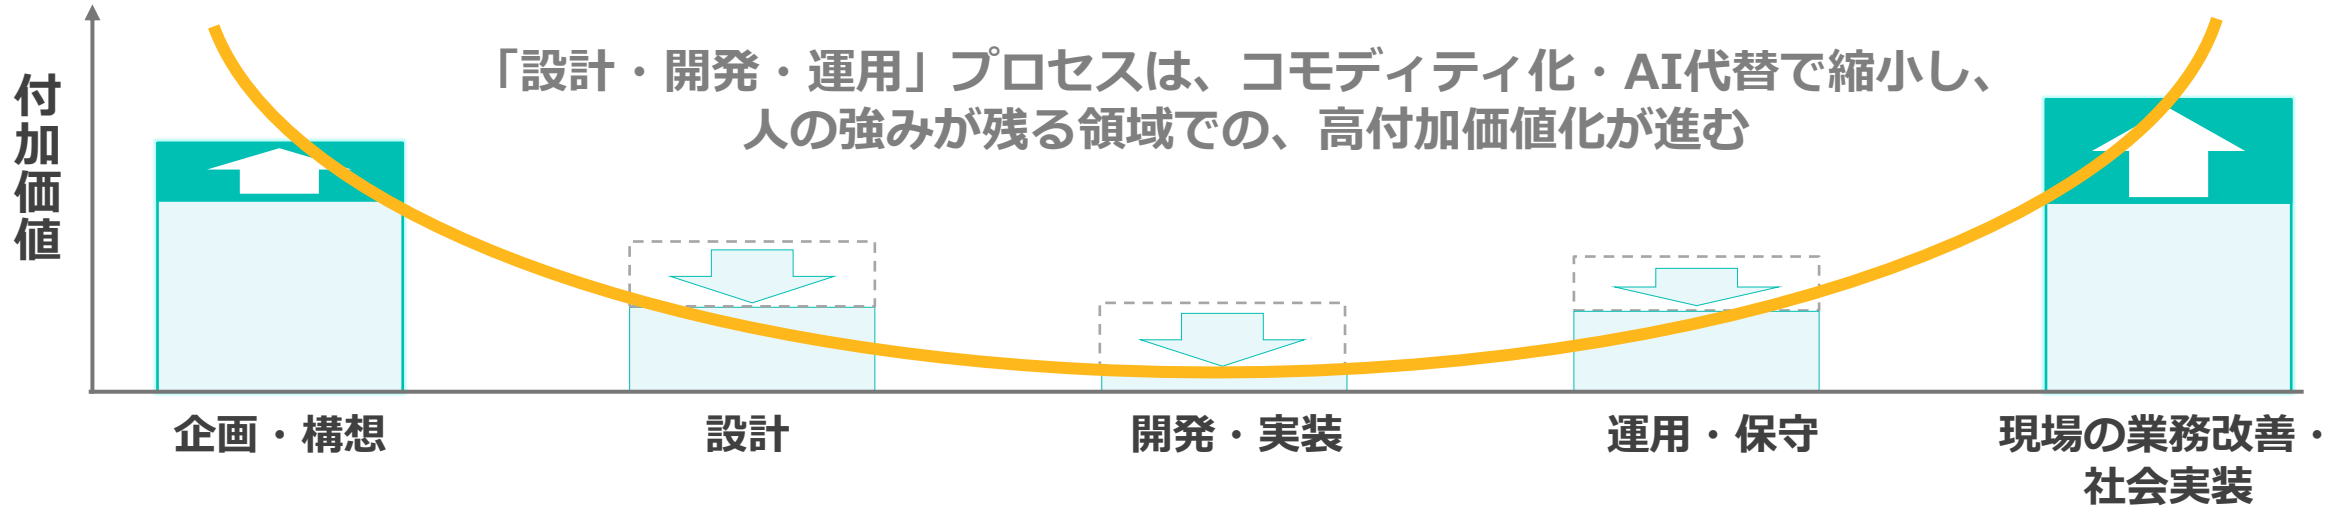 付加価値
「設計・開発・運用」プロセスは、コモディティ化・AI代替で縮小し、
人の強みが残る領域での、高付加価値化が進む
企画・構想
設計
開発・実装
運用・保守
現場の業務改善・
社会実装